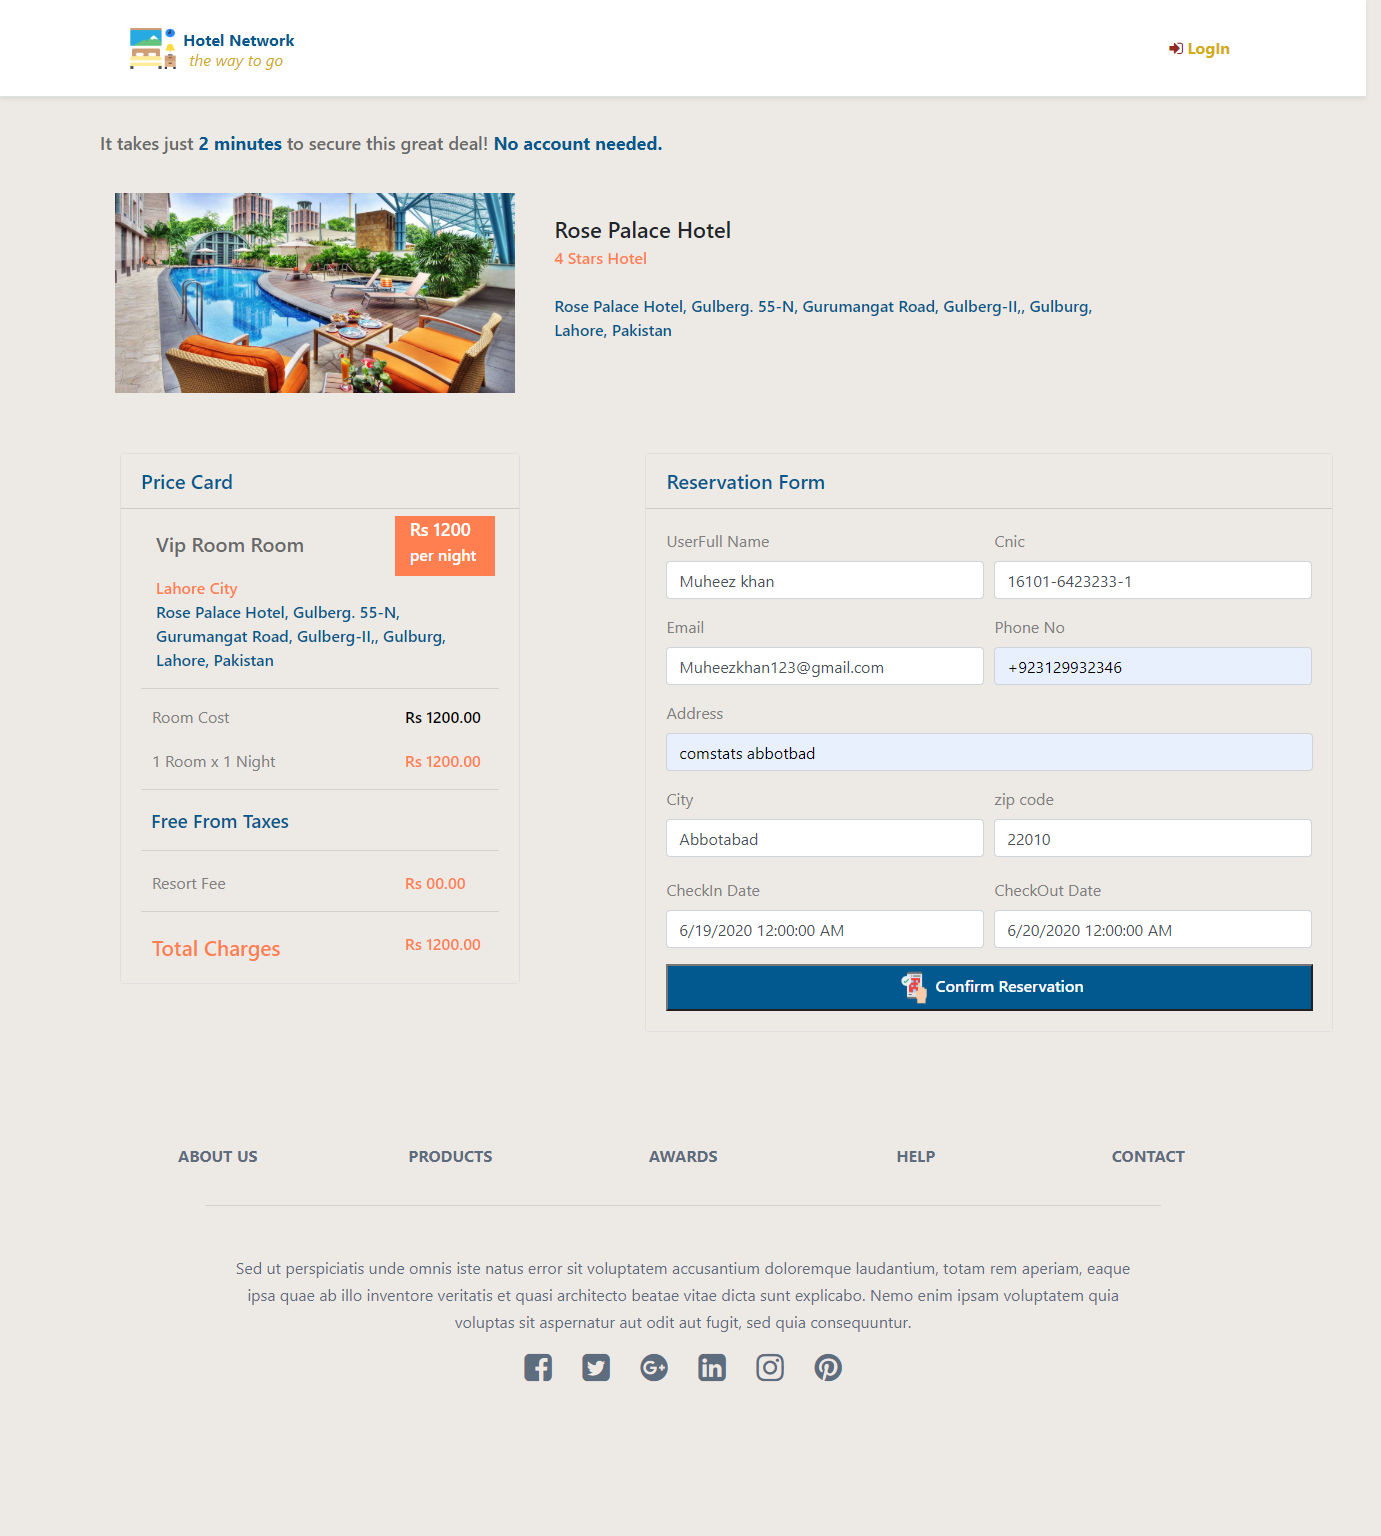 Hotel Network
the way to go
LogIn
It takes just 2 minutes to secure this great deal! No account needed.
Rose Palace Hotel
4 Stars Hotel
Rose Palace Hotel, Gulberg. 55-N, Gurumangat Road, Gulberg-II,, Gulburg,
Lahore, Pakistan
Price Card
Vip Room Room
Rs 1200
per night
Lahore City
Rose Palace Hotel, Gulberg. 55-N,
Gurumangat Road, Gulberg-II,, Gulburg,
Lahore, Pakistan
Room Cost Rs 1200.00
1 Room x 1 Night Rs 1200.00
Free From Taxes
Resort Fee Rs 00.00
Total Charges Rs 1200.00
Reservation Form
UserFull Name Cnic
Muheez khan 16101-6423233-1
Email Phone No
Muheezkhan123@gmail.com +923129932346
Address
comstats abbotbad
City zip code
Abbotabad 22010
CheckIn Date CheckOut Date
6/19/2020 12:00:00 AM 6/20/2020 12:00:00 AM
Confirm Reservation
ABOUT US PRODUCTS AWARDS HELP CONTACT
Sed ut perspiciatis unde omnis iste natus error sit voluptatem accusantium doloremque laudantium, totam rem aperiam, eaque
ipsa quae ab illo inventore veritatis et quasi architecto beatae vitae dicta sunt explicabo. Nemo enim ipsam voluptatem quia
voluptas sit aspernatur aut odit aut fugit, sed quia consequuntur.